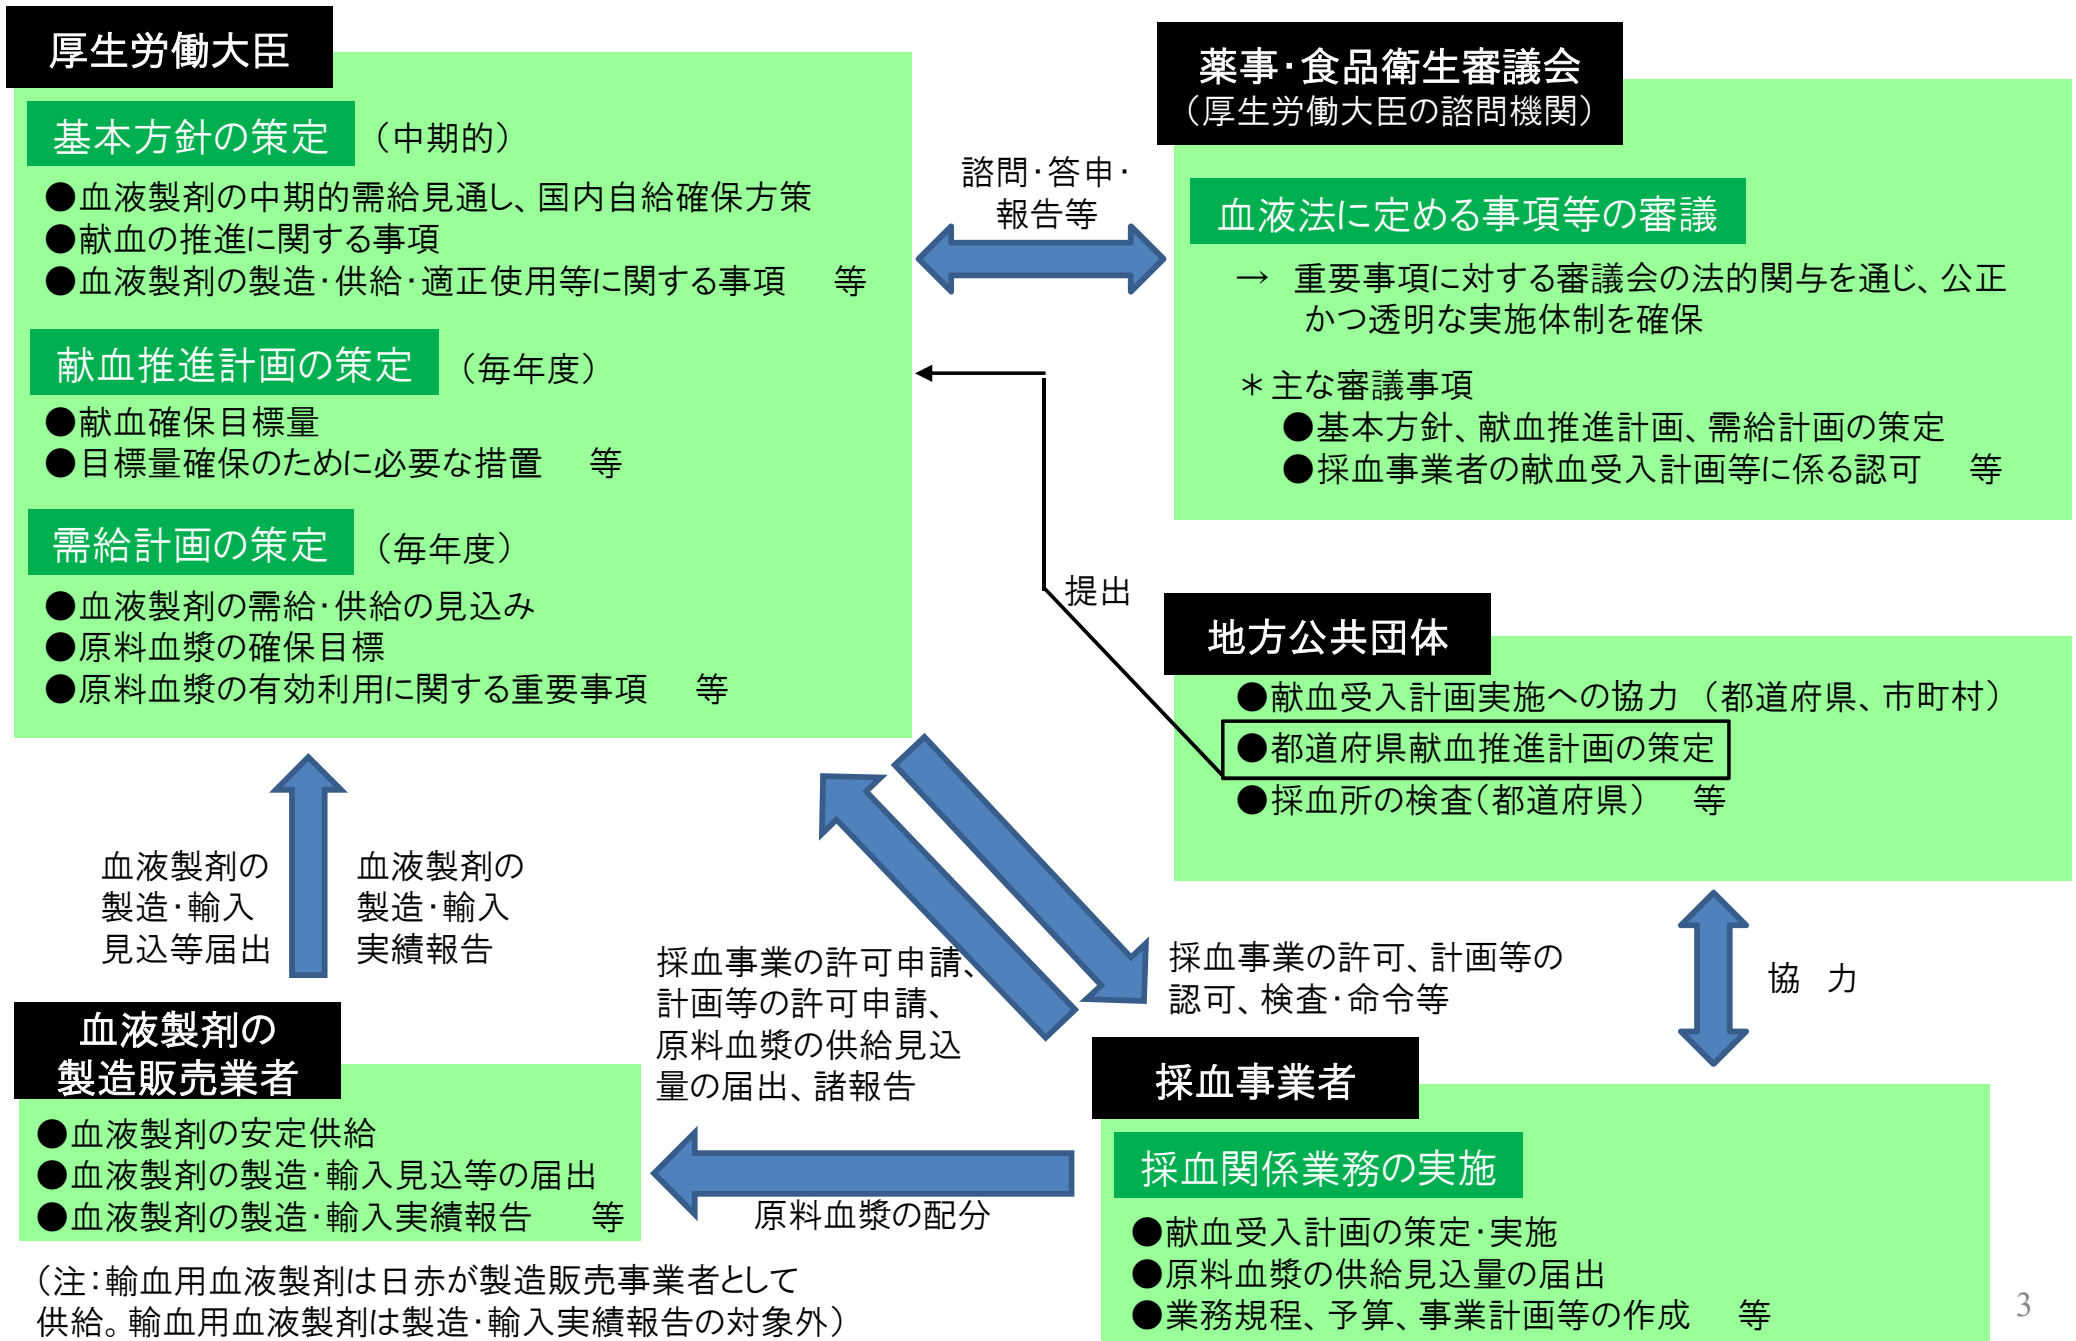 厚生労働大臣
基本方針の策定
（中期的）
●血液製剤の中期的需給見通し、国内自給確保方策
●献血の推進に関する事項
●血液製剤の製造・供給・適正使用等に関する事項　等
献血推進計画の策定
（毎年度）
●献血確保目標量
●目標量確保のために必要な措置　等
需給計画の策定
（毎年度）
●血液製剤の需給・供給の見込み
●原料血漿の確保目標
●原料血漿の有効利用に関する重要事項　等
諮問・答申・
報告等
薬事・食品衛生審議会
（厚生労働大臣の諮問機関）
血液法に定める事項等の審議
→　重要事項に対する審議会の法的関与を通じ、公正
かつ透明な実施体制を確保
＊主な審議事項
●基本方針、献血推進計画、需給計画の策定
●採血事業者の献血受入計画等に係る認可　等
提出
地方公共団体
●献血受入計画実施への協力（都道府県、市町村）
●都道府県献血推進計画の策定
●採血所の検査（都道府県）　等
血液製剤の
製造・輸入
見込等届出
血液製剤の
製造・輸入
実績報告
採血事業の許可申請、
計画等の許可申請、
原料血漿の供給見込
量の届出、諸報告
採血事業の許可、計画等の
認可、検査・命令等
協　力
血液製剤の
製造販売業者
●血液製剤の安定供給
●血液製剤の製造・輸入見込等の届出
●血液製剤の製造・輸入実績報告　等
原料血漿の配分
採血事業者
採血関係業務の実施
●献血受入計画の策定・実施
●原料血漿の供給見込量の届出
●業務規程、予算、事業計画等の作成　等
（注：輸血用血液製剤は日赤が製造販売事業者として
供給。輸血用血液製剤は製造・輸入実績報告の対象外）
3